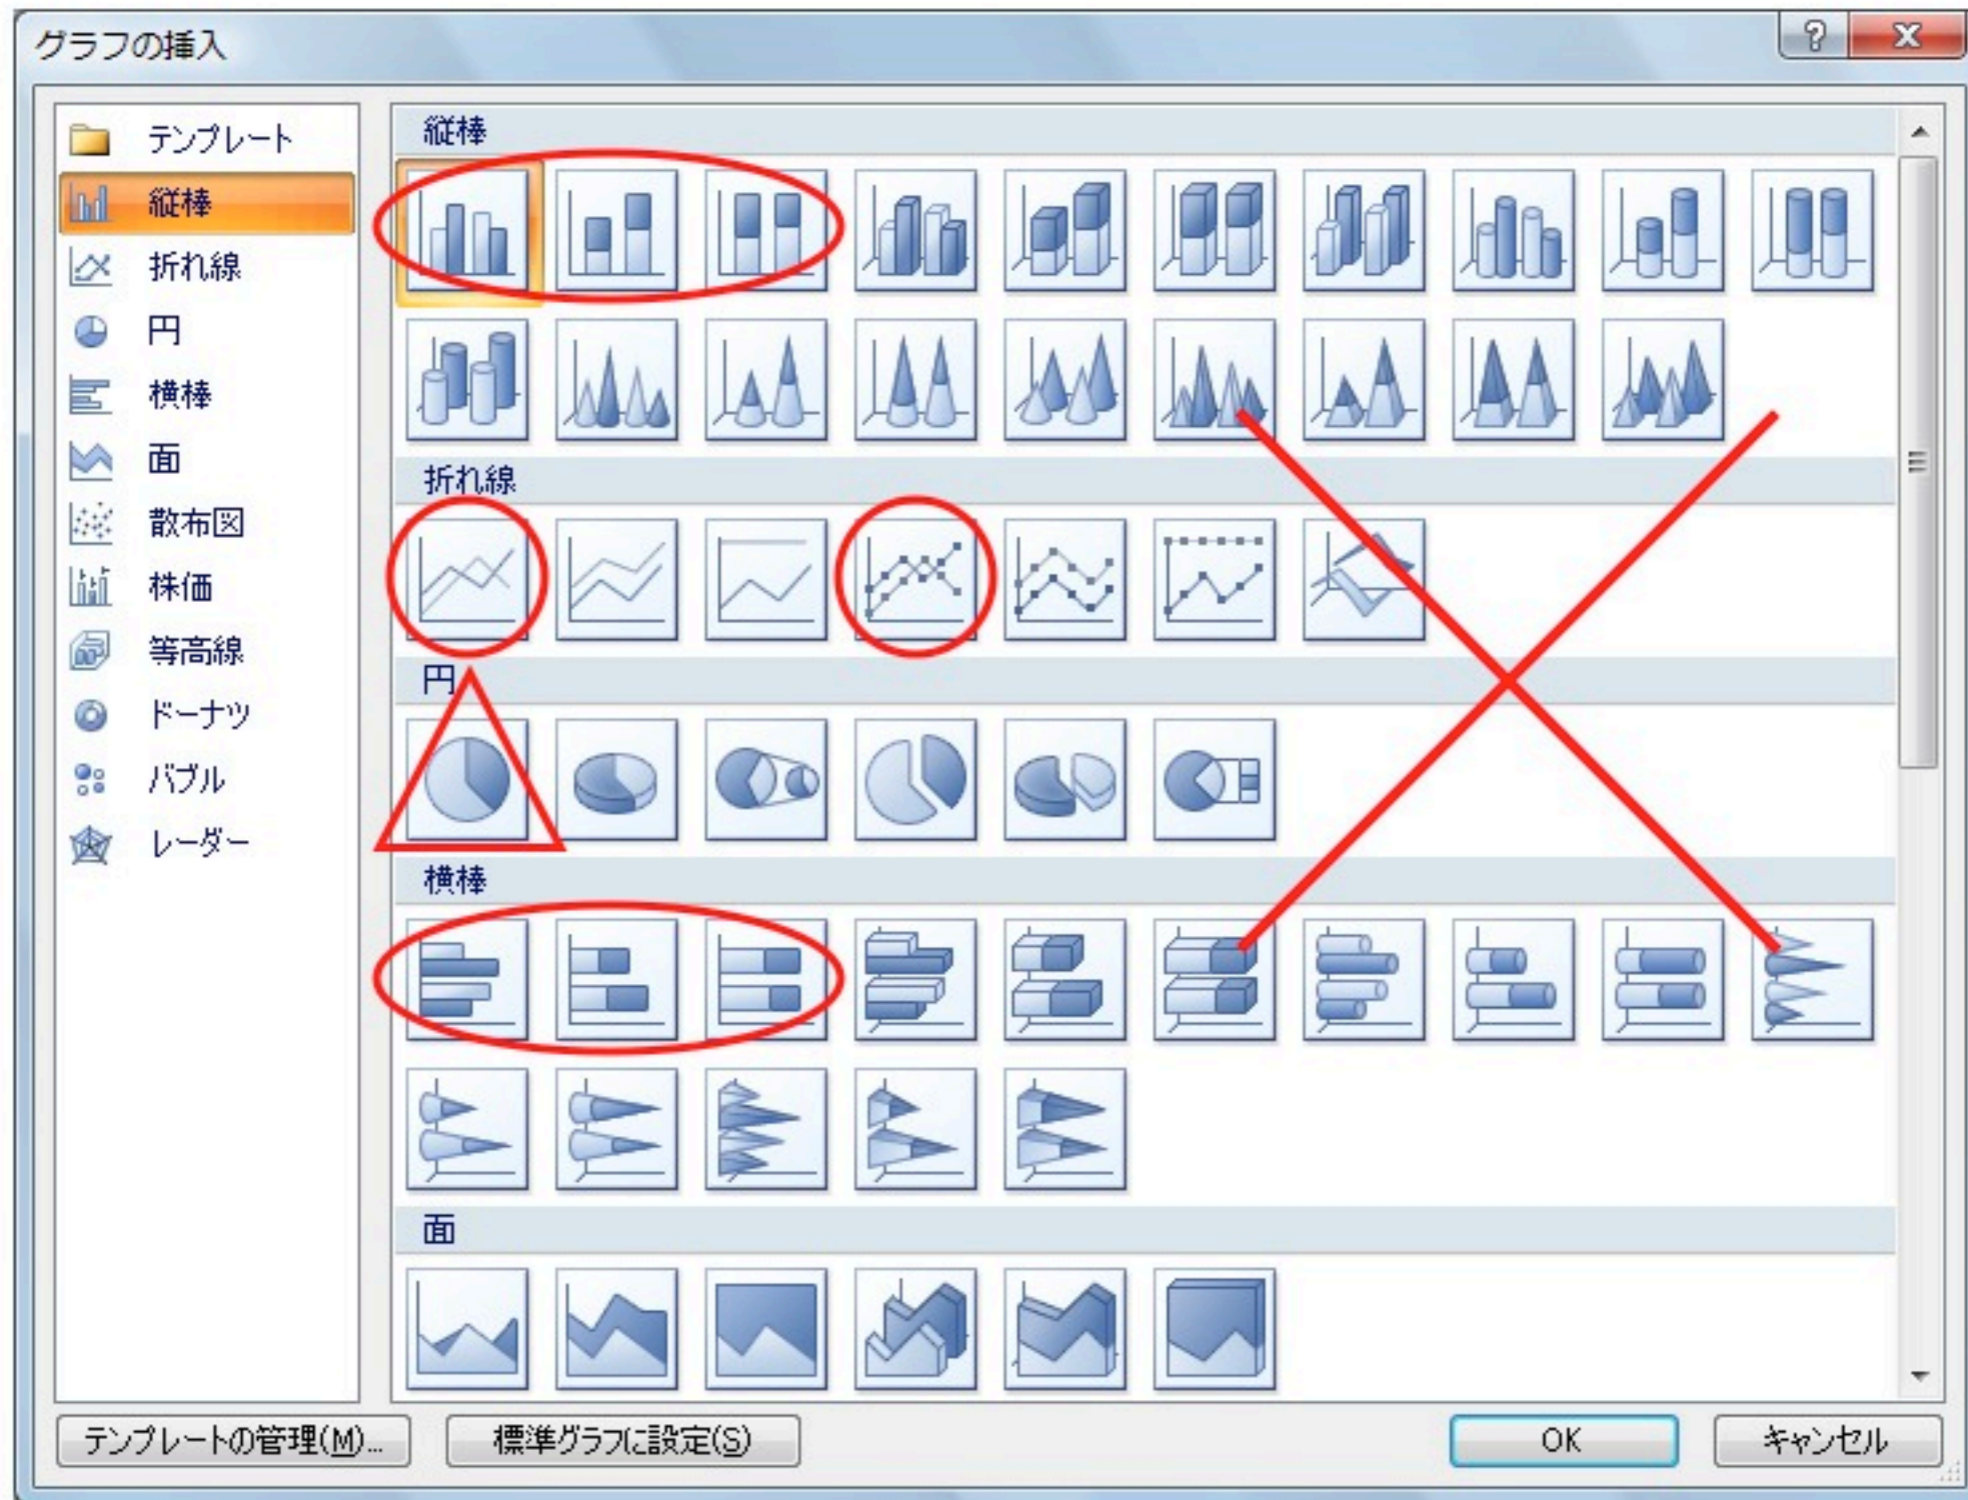 グラフの挿入
テンプレート
縦棒
折れ線
円
横棒
面
散布図
株価
等高線
ドーナツ
バブル
レーダー
縦棒
折れ線
円
横棒
面
テンプレートの管理(M)...
標準グラフに設定(S)
OK
キャンセル